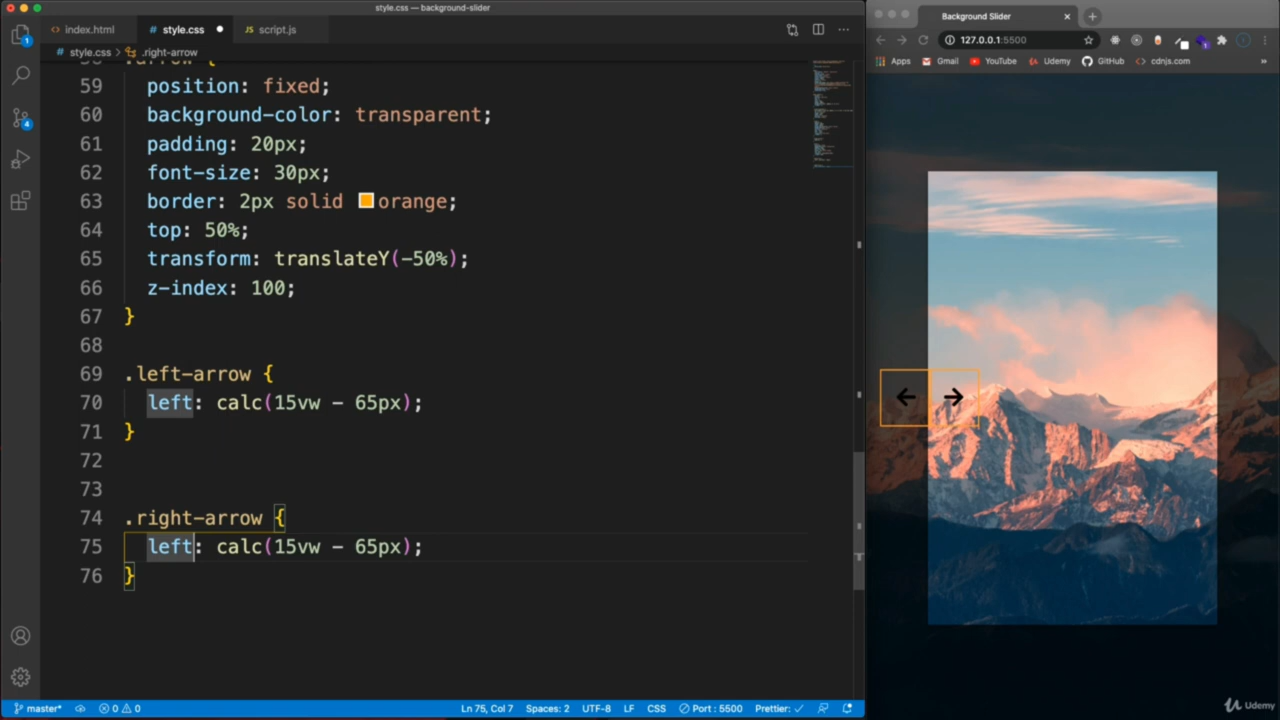 style.css — background-slider
index.html
style.css
script.js
style.css > .right-arrow
59 position: fixed;
60 background-color: transparent;
61 padding: 20px;
62 font-size: 30px;
63 border: 2px solid orange;
64 top: 50%;
65 transform: translateY(-50%);
66 z-index: 100;
67 }
68
69 .left-arrow {
70 left: calc(15vw - 65px);
71 }
72
73
74 .right-arrow {
75 left: calc(15vw - 65px);
76 }
1
4
master*
0 0
Ln 75, Col 7
Spaces: 2
UTF-8
LF
CSS
Port : 5500
Prettier: ✓
Background Slider
127.0.0.1:5500
Apps
Gmail
YouTube
Udemy
GitHub
cdnjs.com
»
Udemy